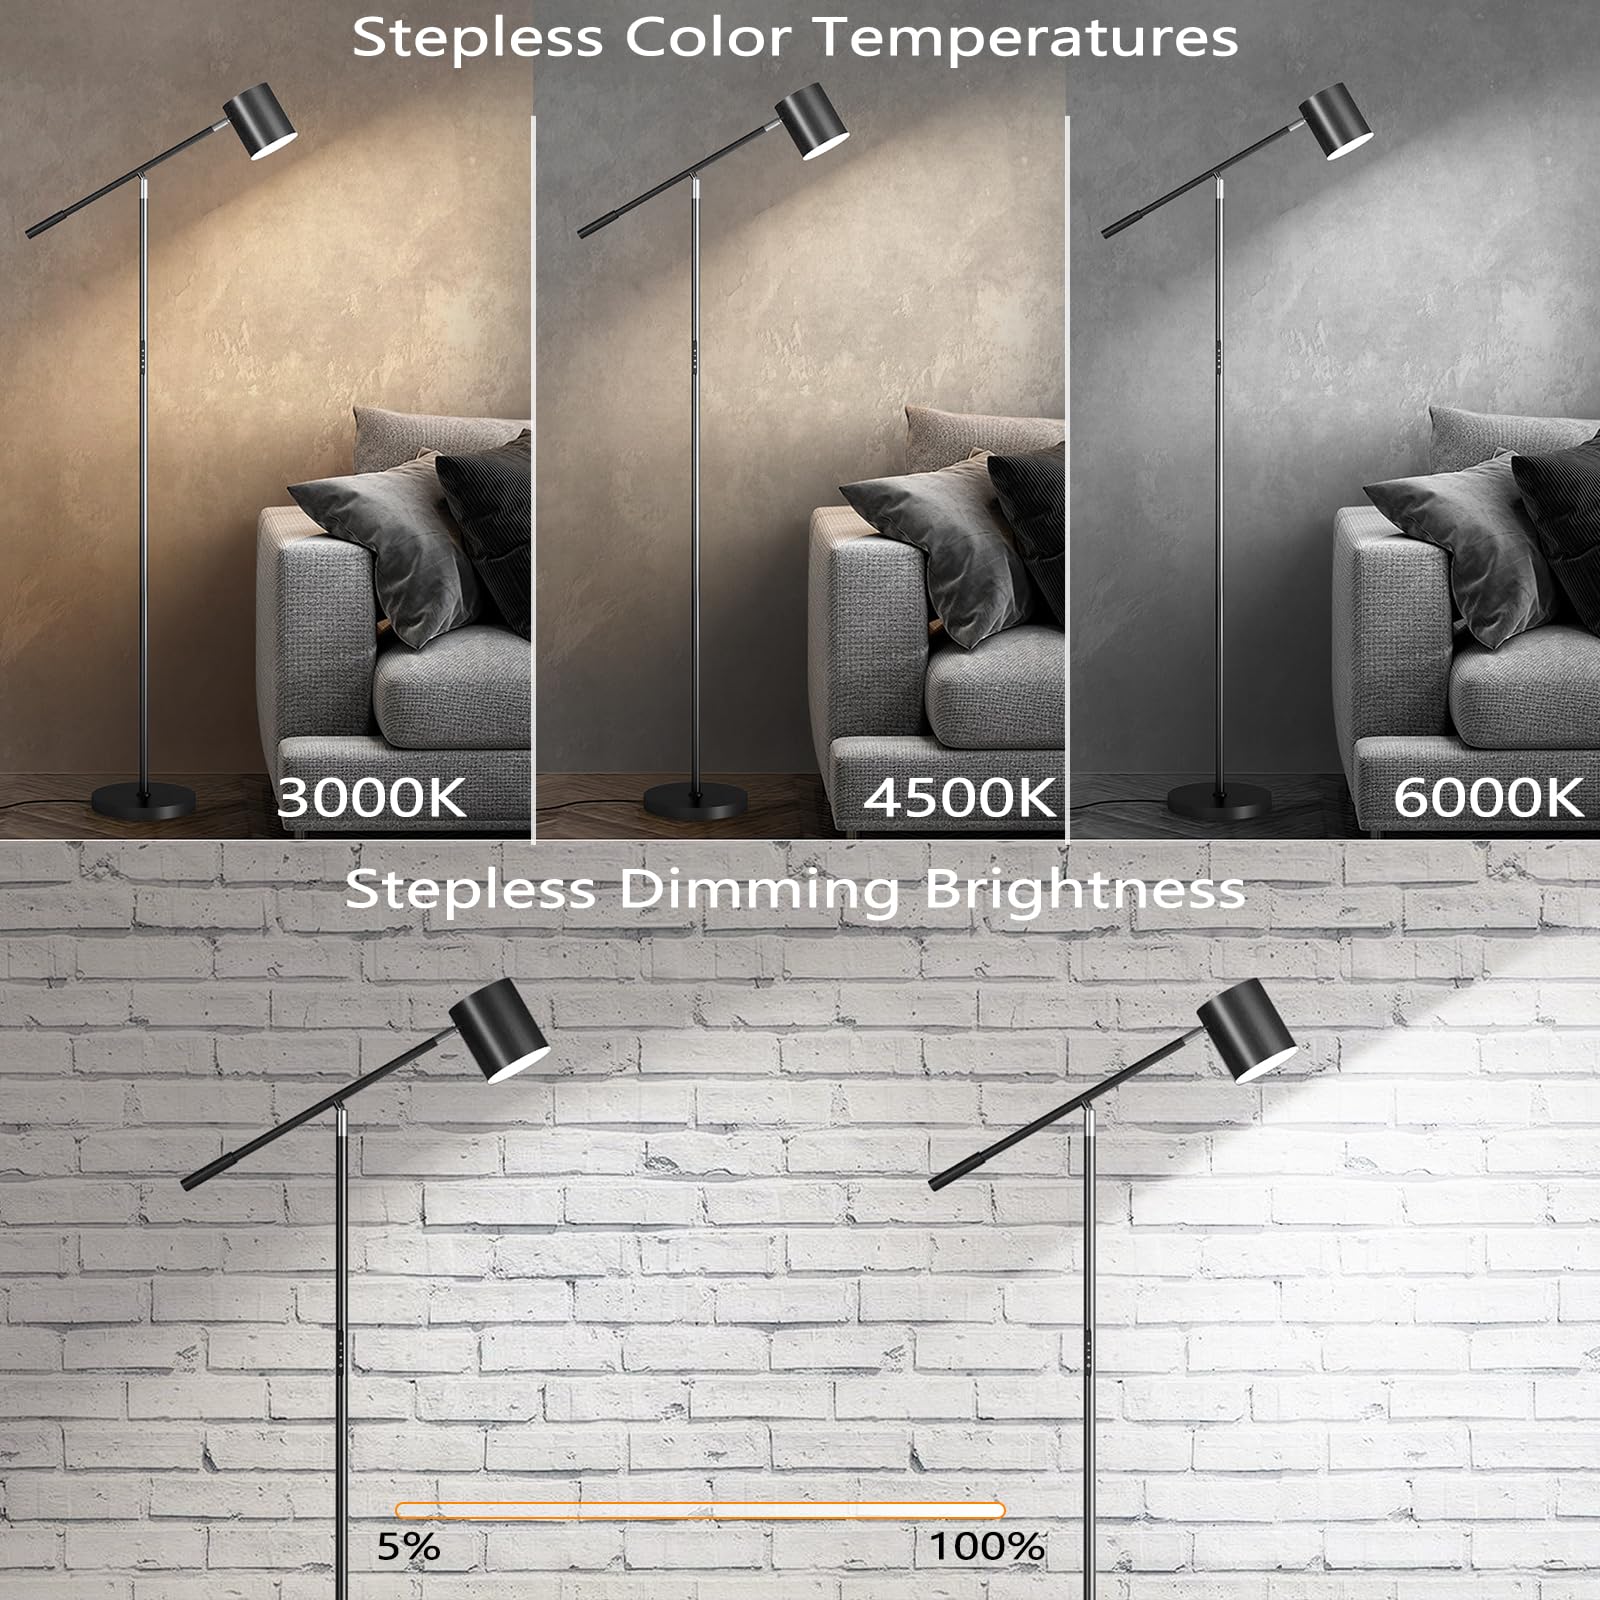 Stepless Color Temperatures
3000K
4500K
6000K
Stepless Dimming Brightness
5%
100%